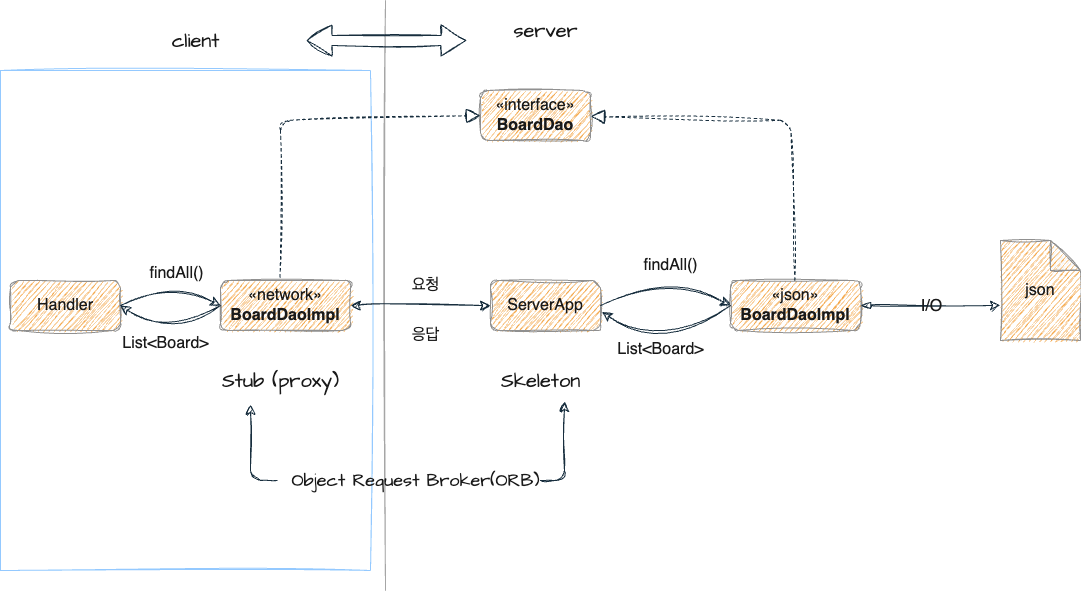 client
server
«interface»
BoardDao
findAll()
findAll()
Handler
«network»
BoardDaoImpl
요청
응답
ServerApp
«json»
BoardDaoImpl
I/O
json
List<Board>
List<Board>
Stub (proxy)
Skeleton
Object Request Broker(ORB)